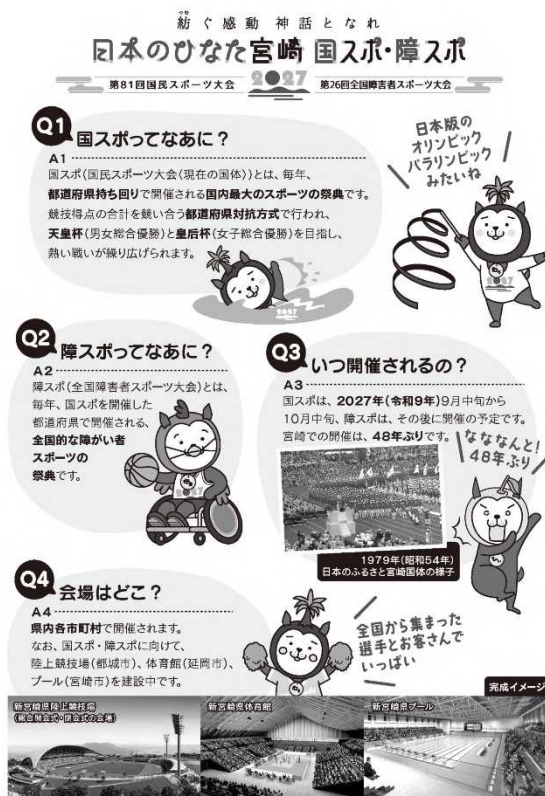 つむ
紡ぐ感動 神話となれ
日本のひなた宮崎 国スポ・障スポ
第81回国民スポーツ大会 2027 第26回全国障害者スポーツ大会
Q1 国スポってなあに？
A1
国スポ(国民スポーツ大会(現在の国体))とは、毎年、
都道府県持ち回りで開催される国内最大のスポーツの祭典です。
競技得点の合計を競い合う都道府県対抗方式で行われ、
天皇杯(男女総合優勝)と皇后杯(女子総合優勝)を目指し、
熱い戦いが繰り広げられます。
日本版の
オリンピック
パラリンピック
みたいね
2027
Q2 障スポってなあに？
A2
障スポ(全国障害者スポーツ大会)とは、
毎年、国スポを開催した
都道府県で開催される、
全国的な障がい者
スポーツの
祭典です。
2027
Q3 いつ開催されるの？
A3
国スポは、2027年(令和9年)9月中旬から
10月中旬、障スポは、その後に開催の予定です。
宮崎での開催は、48年ぶりです。
なななんと！
48年ぶり
1979年(昭和54年)
日本のふるさと宮崎国体の様子
Q4 会場はどこ？
A4
県内各市町村で開催されます。
なお、国スポ・障スポに向けて、
陸上競技場(都城市)、体育館(延岡市)、
プール(宮崎市)を建設中です。
全国から集まった
選手とお客さんで
いっぱい
完成イメージ
新宮崎県陸上競技場
(総合開会式・閉会式の会場)
新宮崎県体育館
新宮崎県プール